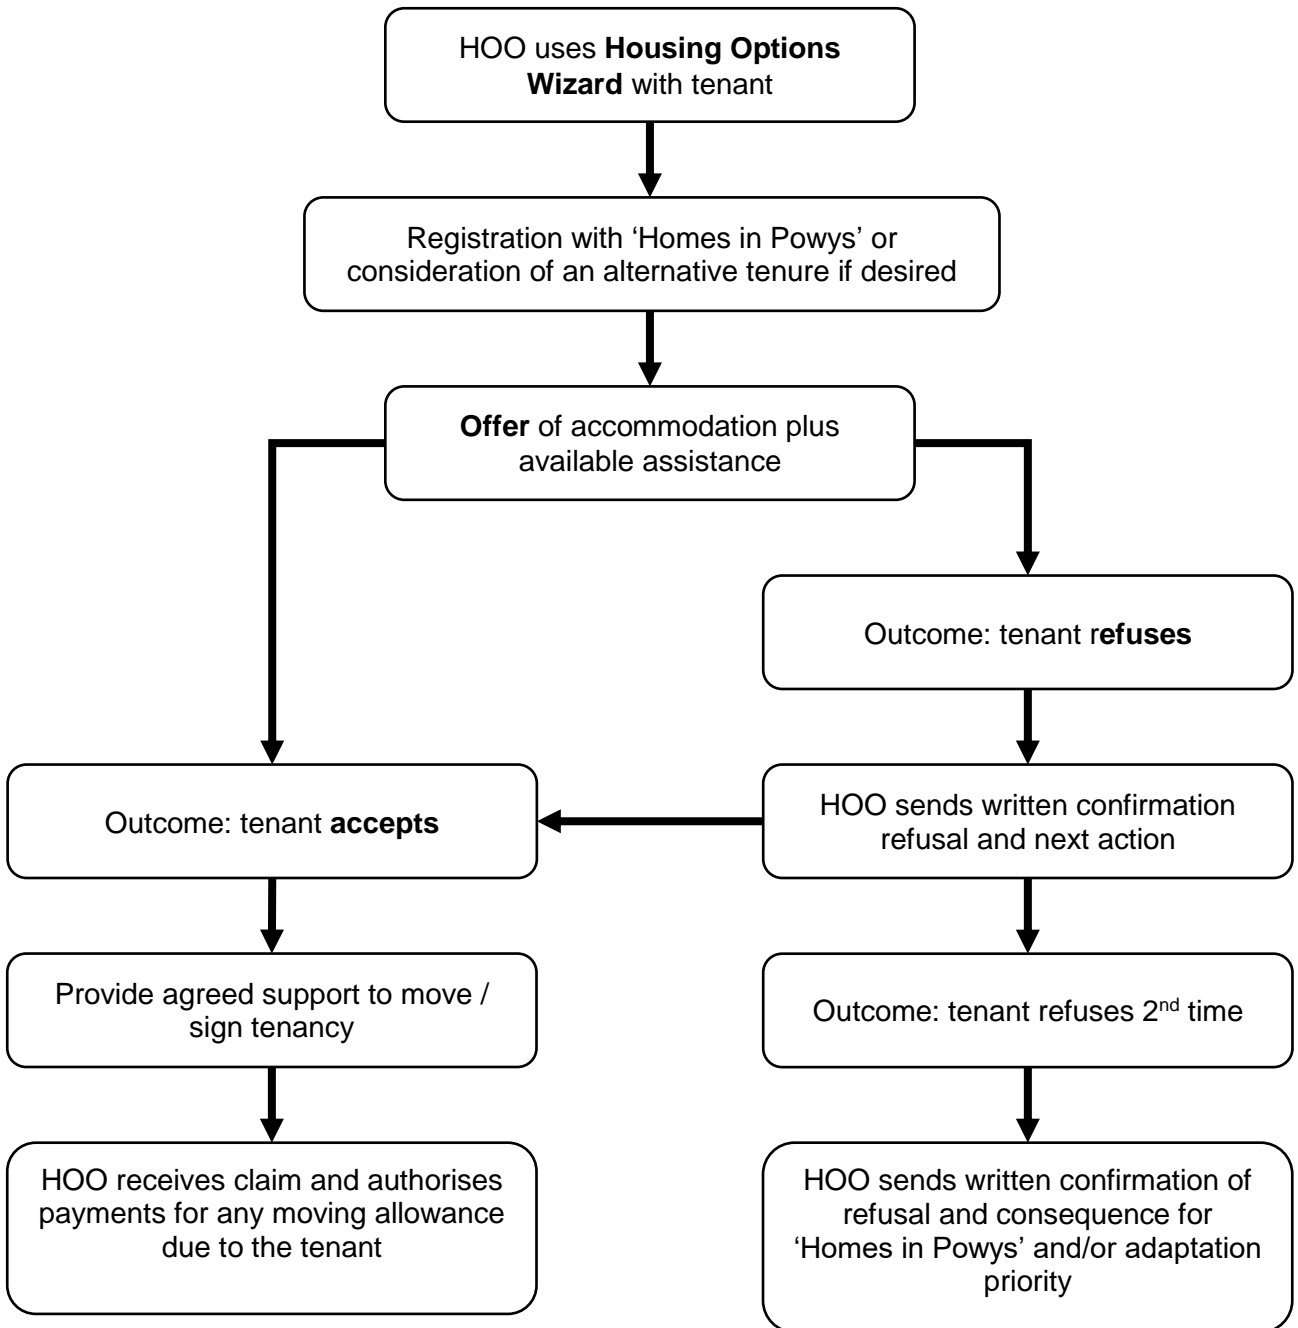 HOO uses Housing Options
Wizard with tenant
Registration with ‘Homes in Powys’ or
consideration of an alternative tenure if desired
Offer of accommodation plus
available assistance
Outcome: tenant refuses
Outcome: tenant accepts
HOO sends written confirmation
refusal and next action
Provide agreed support to move /
sign tenancy
Outcome: tenant refuses 2nd time
HOO receives claim and authorises
payments for any moving allowance
due to the tenant
HOO sends written confirmation of
refusal and consequence for
‘Homes in Powys’ and/or adaptation
priority